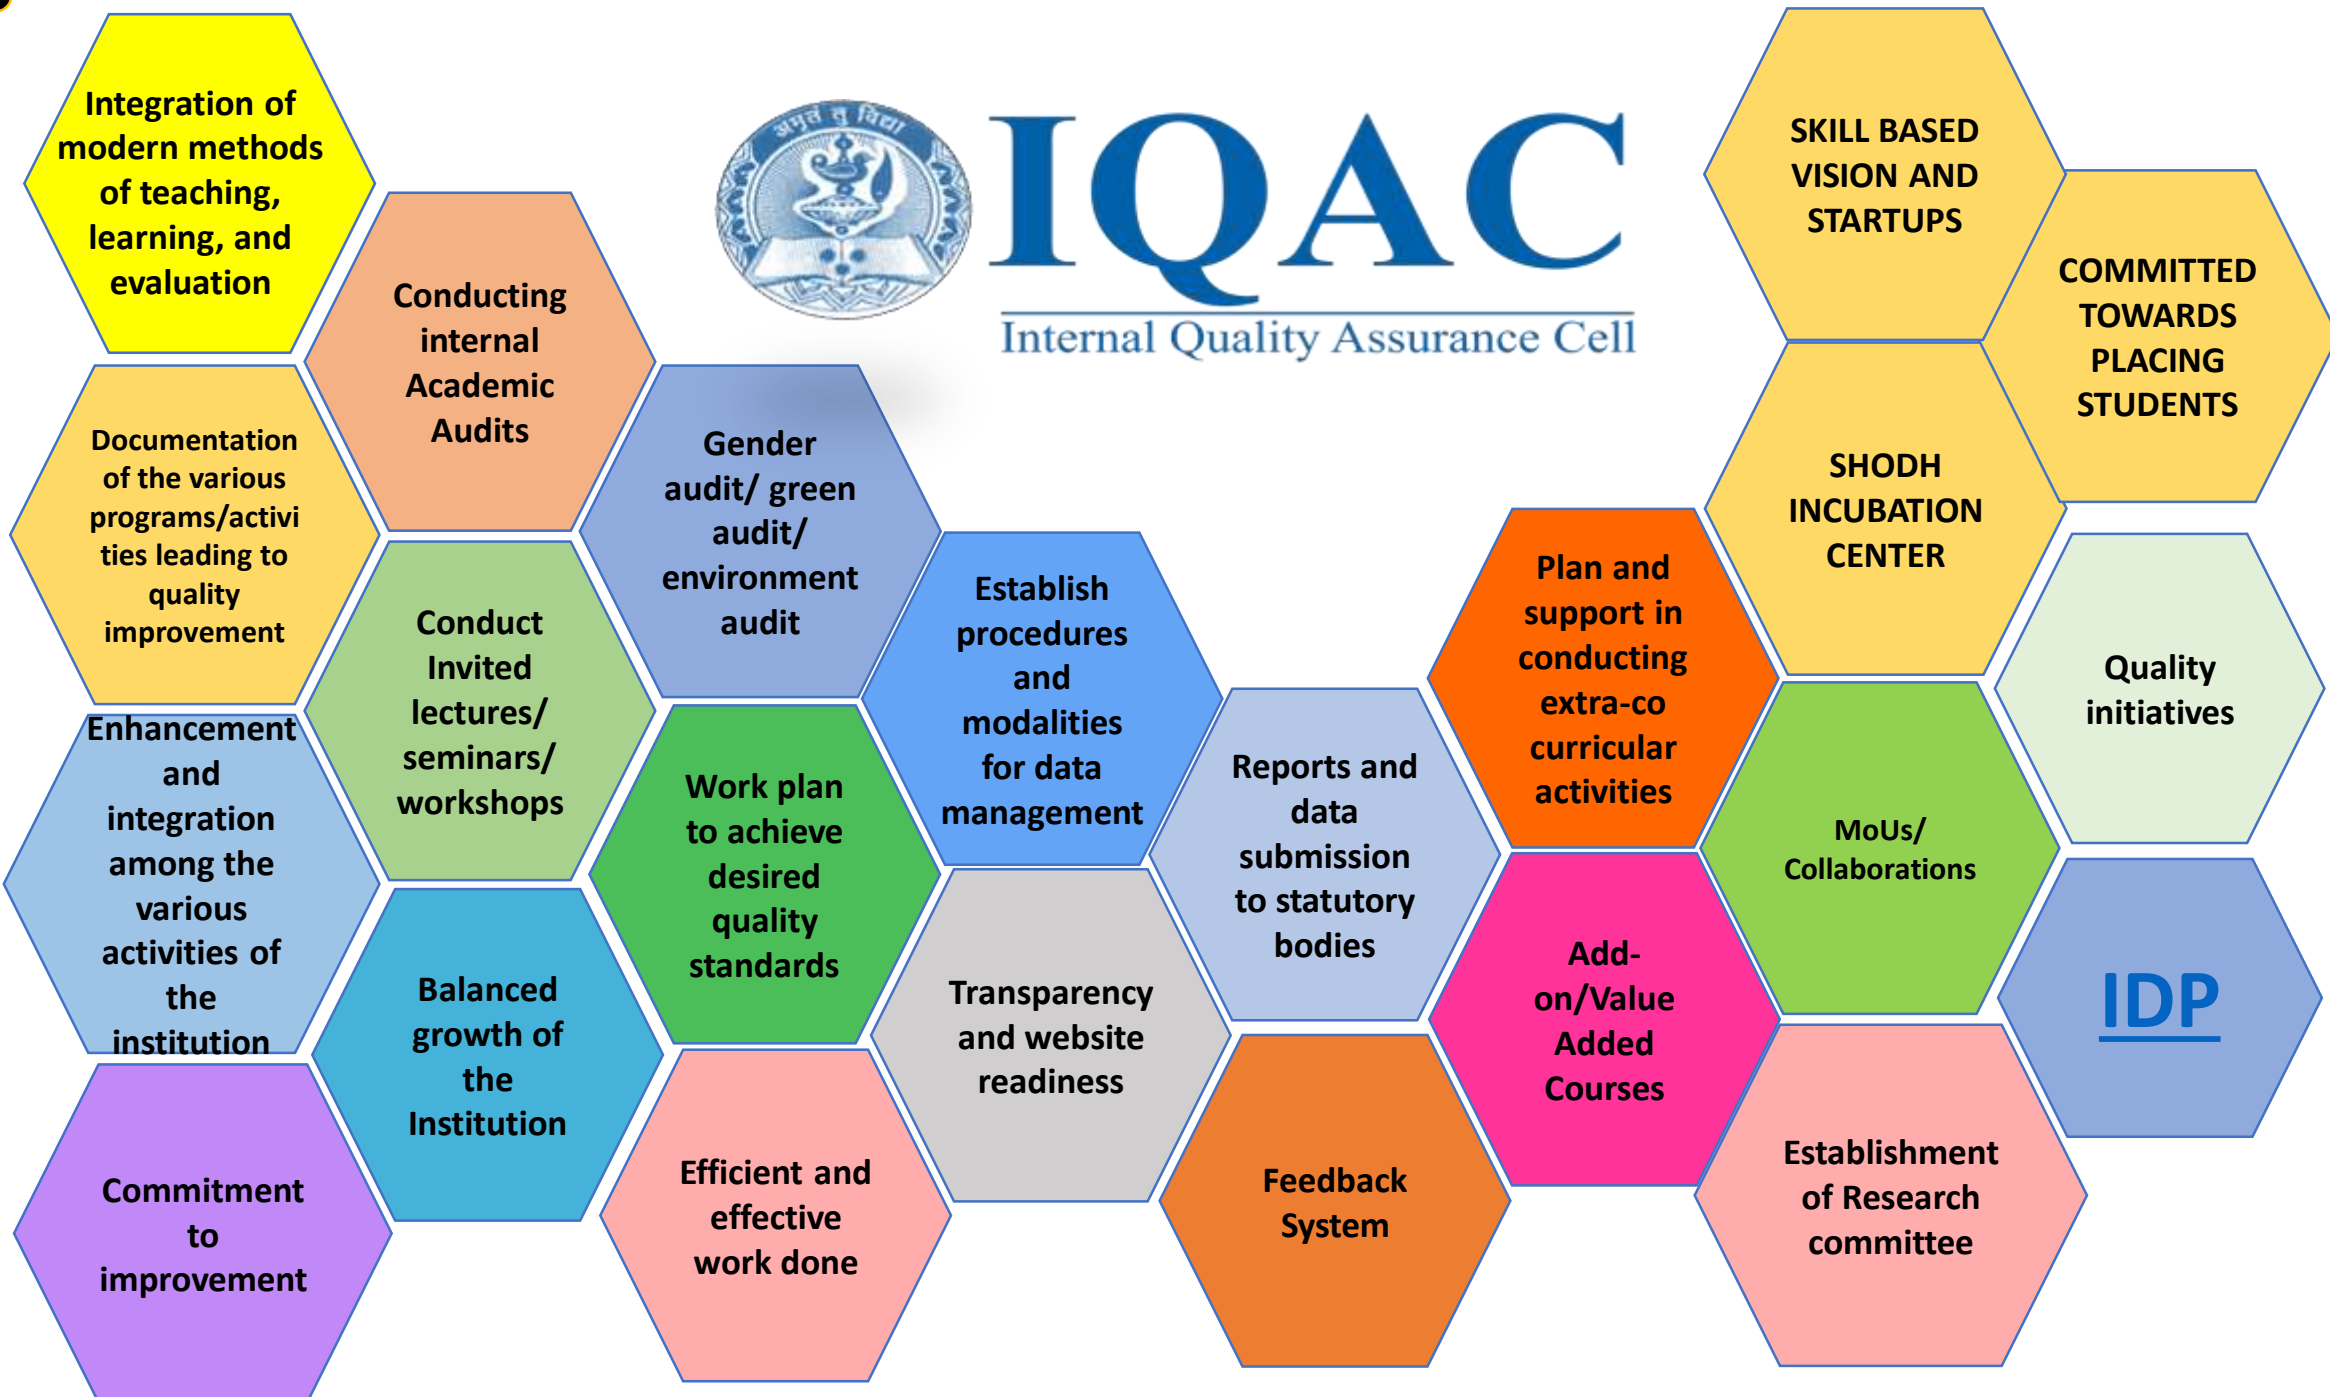 Integration of
modern methods
of teaching,
learning, and
evaluation
Documentation
of the various
programs/activi
ties leading to
quality
improvement
Enhancement
and
integration
among the
various
activities of
the
institution
Commitment
to
improvement
Conducting
internal
Academic
Audits
Conduct
Invited
lectures/
seminars/
workshops
Balanced
growth of
the
Institution
Gender
audit/ green
audit/
environment
audit
Work plan
to achieve
desired
quality
standards
Efficient and
effective
work done
अमृतं तु विद्या
IQAC
Internal Quality Assurance Cell
Establish
procedures
and
modalities
for data
management
Transparency
and website
readiness
Reports and
data
submission
to statutory
bodies
Feedback
System
Plan and
support in
conducting
extra-co
curricular
activities
Add-
on/Value
Added
Courses
SKILL BASED
VISION AND
STARTUPS
SHODH
INCUBATION
CENTER
MoUs/
Collaborations
Establishment
of Research
committee
COMMITTED
TOWARDS
PLACING
STUDENTS
Quality
initiatives
IDP